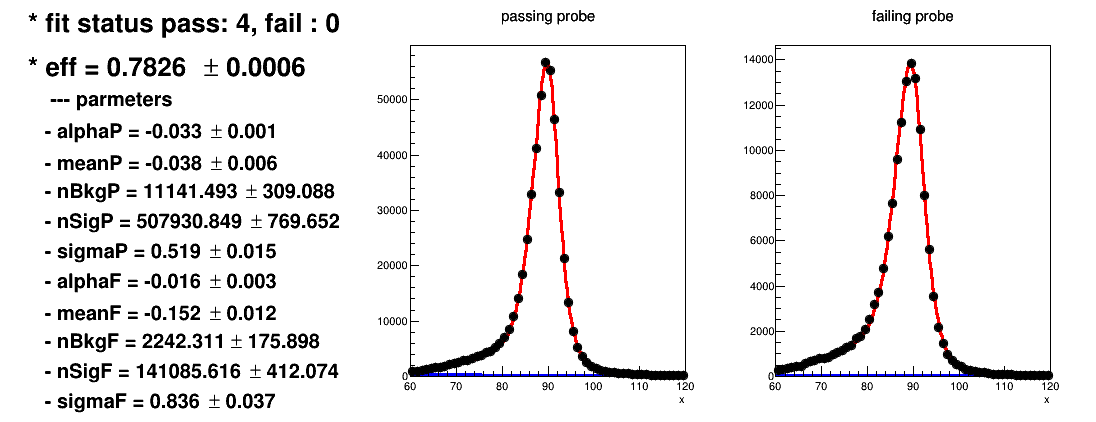 * fit status pass: 4, fail : 0
* eff = 0.7826 ± 0.0006
--- parmeters
- alphaP = -0.033 ± 0.001
- meanP = -0.038 ± 0.006
- nBkgP = 11141.493 ± 309.088
- nSigP = 507930.849 ± 769.652
- sigmaP = 0.519 ± 0.015
- alphaF = -0.016 ± 0.003
- meanF = -0.152 ± 0.012
- nBkgF = 2242.311 ± 175.898
- nSigF = 141085.616 ± 412.074
- sigmaF = 0.836 ± 0.037
passing probe
50000
40000
30000
20000
10000
0
60 70 80 90 100 110 120
x
failing probe
14000
12000
10000
8000
6000
4000
2000
0
60 70 80 90 100 110 120
x